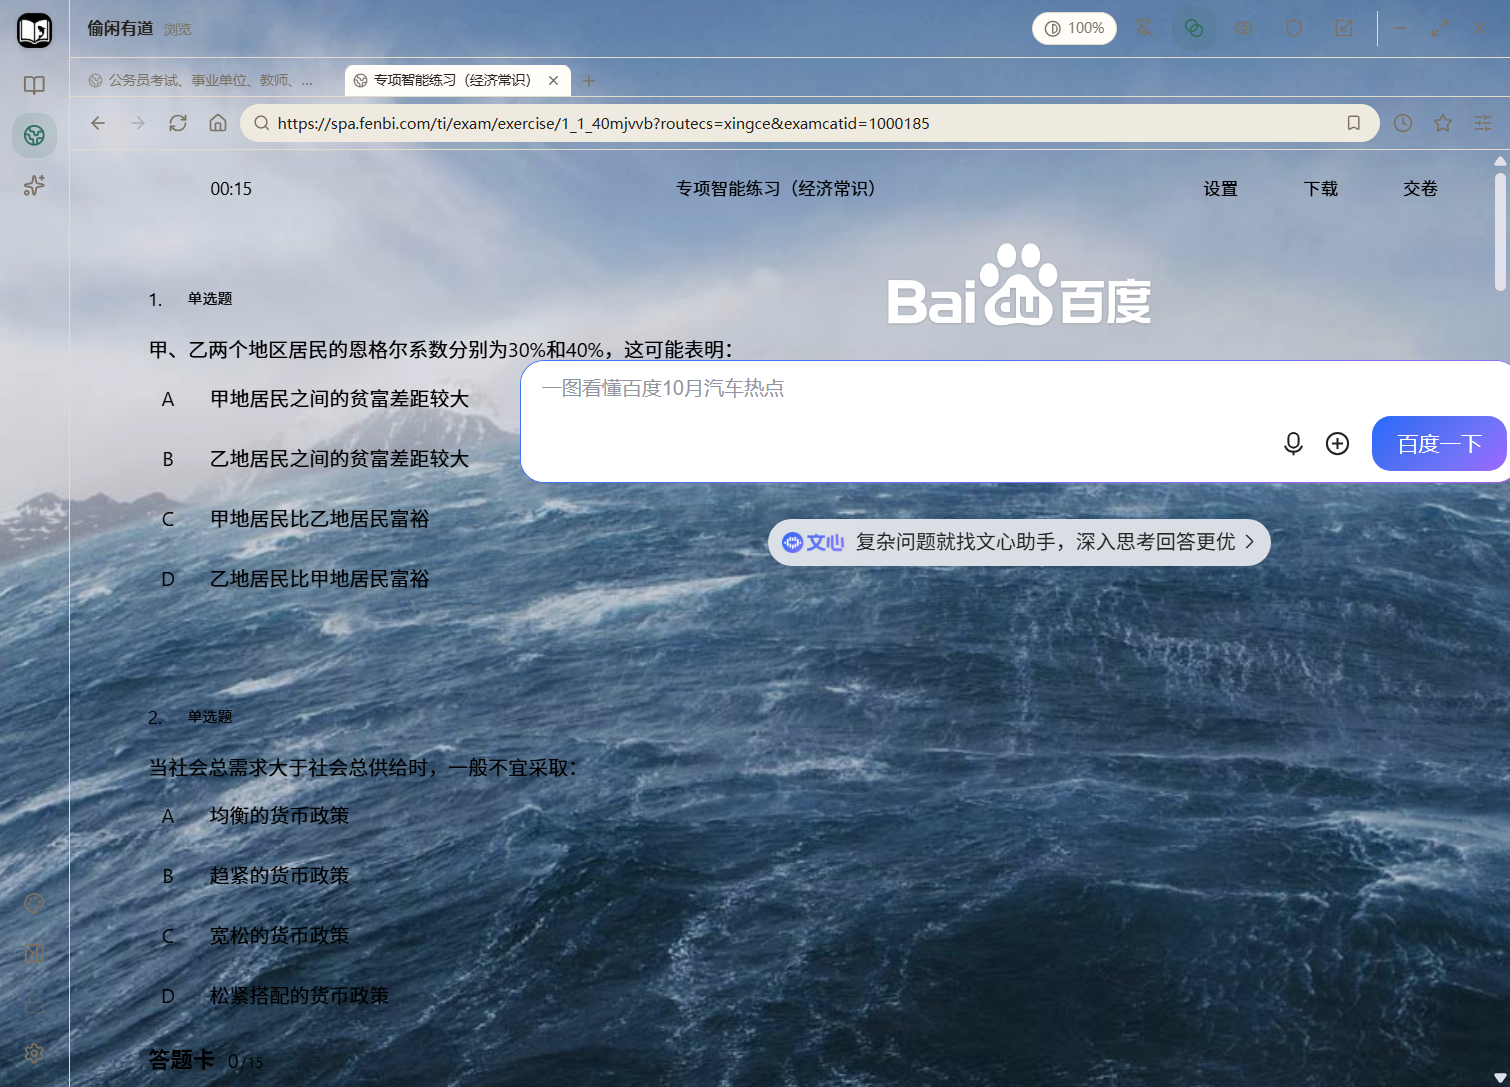 偷闲有道 浏览
100%
公务员考试、事业单位、教师、...
专项智能练习（经济常识）
https://spa.fenbi.com/ti/exam/exercise/1_1_40mjvvb?routecs=xingce&examcatid=1000185
00:15
专项智能练习（经济常识）
设置
下载
交卷
Bai du 百度
1. 单选题
甲、乙两个地区居民的恩格尔系数分别为30%和40%，这可能表明：
一图看懂百度10月汽车热点
A 甲地居民之间的贫富差距较大
百度一下
B 乙地居民之间的贫富差距较大
C 甲地居民比乙地居民富裕
文心 复杂问题就找文心助手，深入思考回答更优
D 乙地居民比甲地居民富裕
2. 单选题
当社会总需求大于社会总供给时，一般不宜采取：
A 均衡的货币政策
B 趋紧的货币政策
C 宽松的货币政策
D 松紧搭配的货币政策
答题卡 0/15